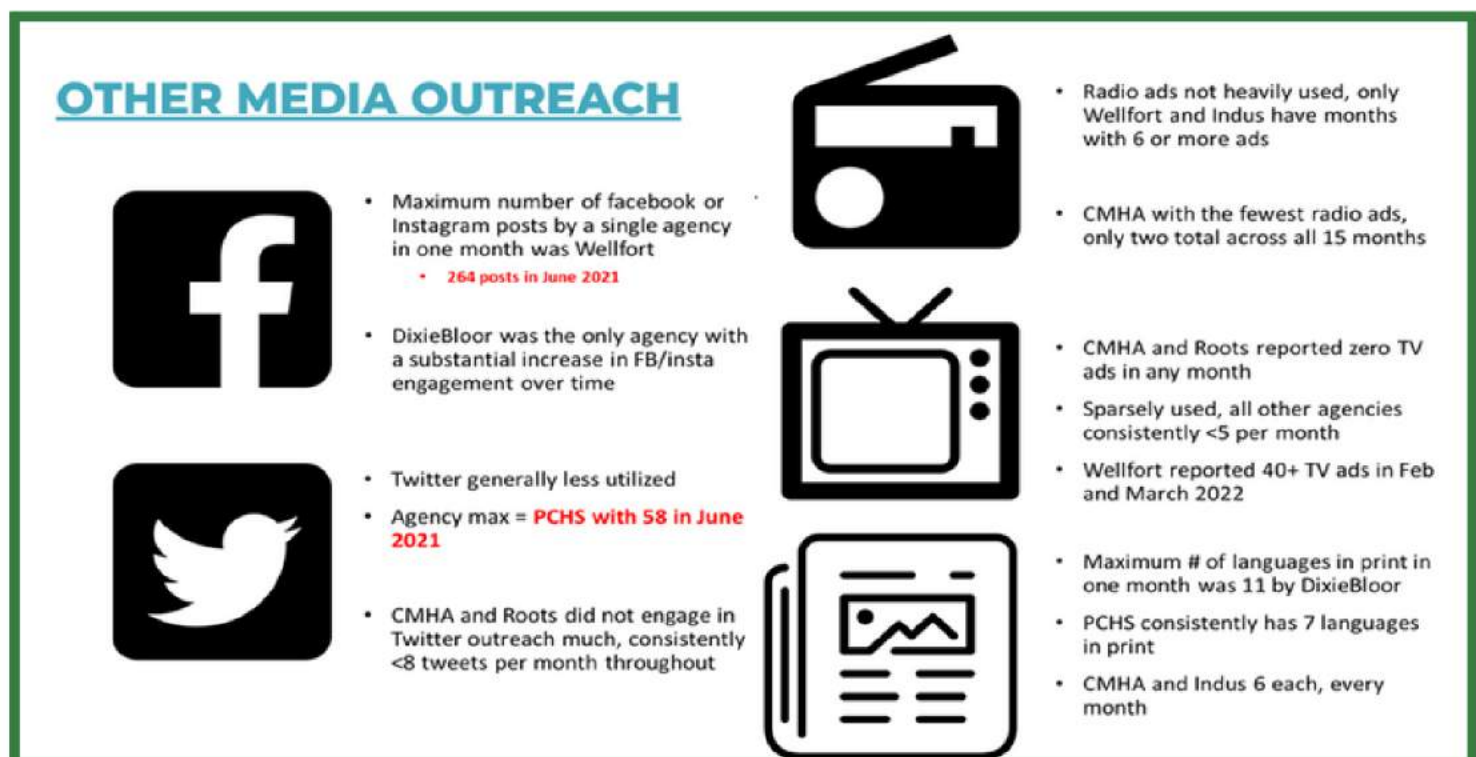 OTHER MEDIA OUTREACH
• Maximum number of facebook or
Instagram posts by a single agency
in one month was Wellfort
• 264 posts in June 2021
• DixieBloor was the only agency with
a substantial increase in FB/insta
engagement over time
• Twitter generally less utilized
• Agency max = PCHS with 58 in June
2021
• CMHA and Roots did not engage in
Twitter outreach much, consistently
<8 tweets per month throughout
• Radio ads not heavily used, only
Wellfort and Indus have months
with 6 or more ads
• CMHA with the fewest radio ads,
only two total across all 15 months
• CMHA and Roots reported zero TV
ads in any month
• Sparsely used, all other agencies
consistently <5 per month
• Wellfort reported 40+ TV ads in Feb
and March 2022
• Maximum # of languages in print in
one month was 11 by DixieBloor
• PCHS consistently has 7 languages
in print
• CMHA and Indus 6 each, every
month